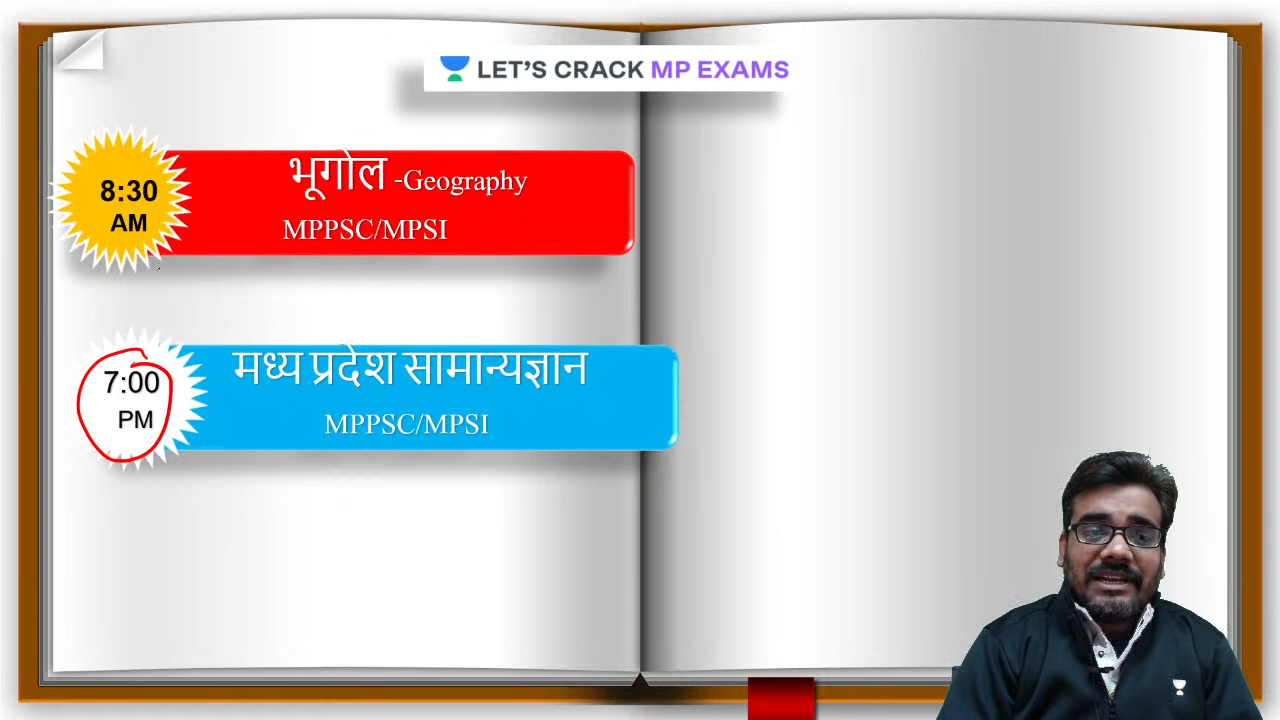 LET'S CRACK MP EXAMS
8:30
AM
भूगोल -Geography
MPPSC/MPSI
7:00
PM
मध्य प्रदेश सामान्यज्ञान
MPPSC/MPSI